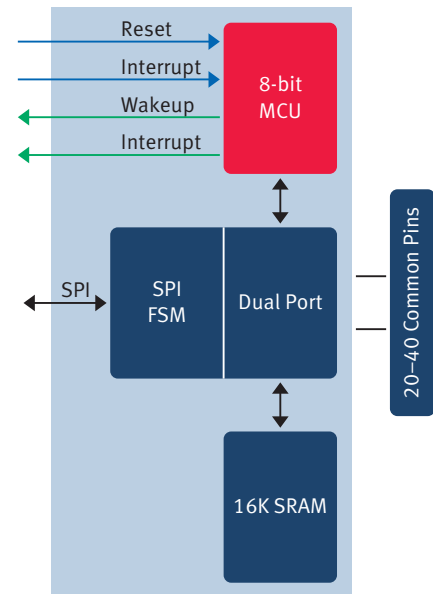 Reset
Interrupt
Wakeup
Interrupt
8-bit
MCU
SPI
SPI
FSM
Dual Port
20–40 Common Pins
16K SRAM